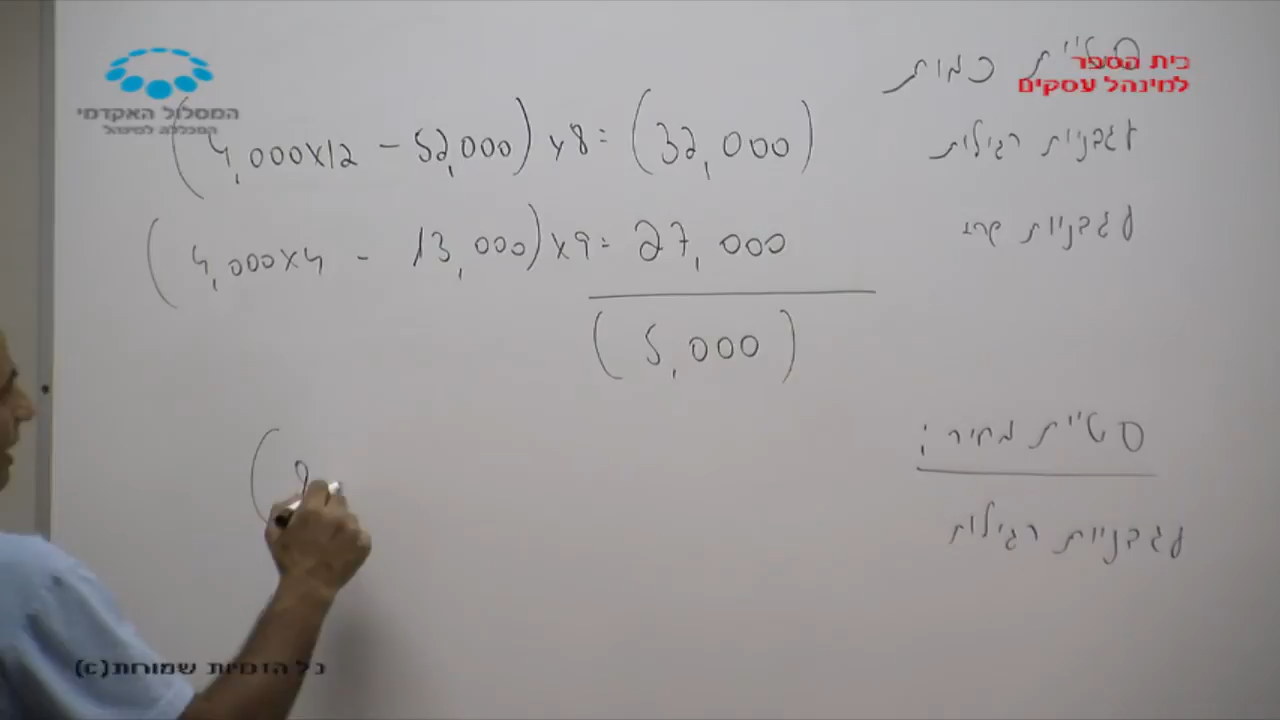 בית הספר
למינהל עסקים
המסלול האקדמי
המכללה למינהל
סטיית כמות
עגבניות רגילות
(4,000x12 - 52,000) x8 = (32,000)
עגבניות שרי
(4,000x4 - 13,000) x9 = 27,000
(5,000)
סטיית מחיר :
עגבניות רגילות
(
כל הזכויות שמורות(c)